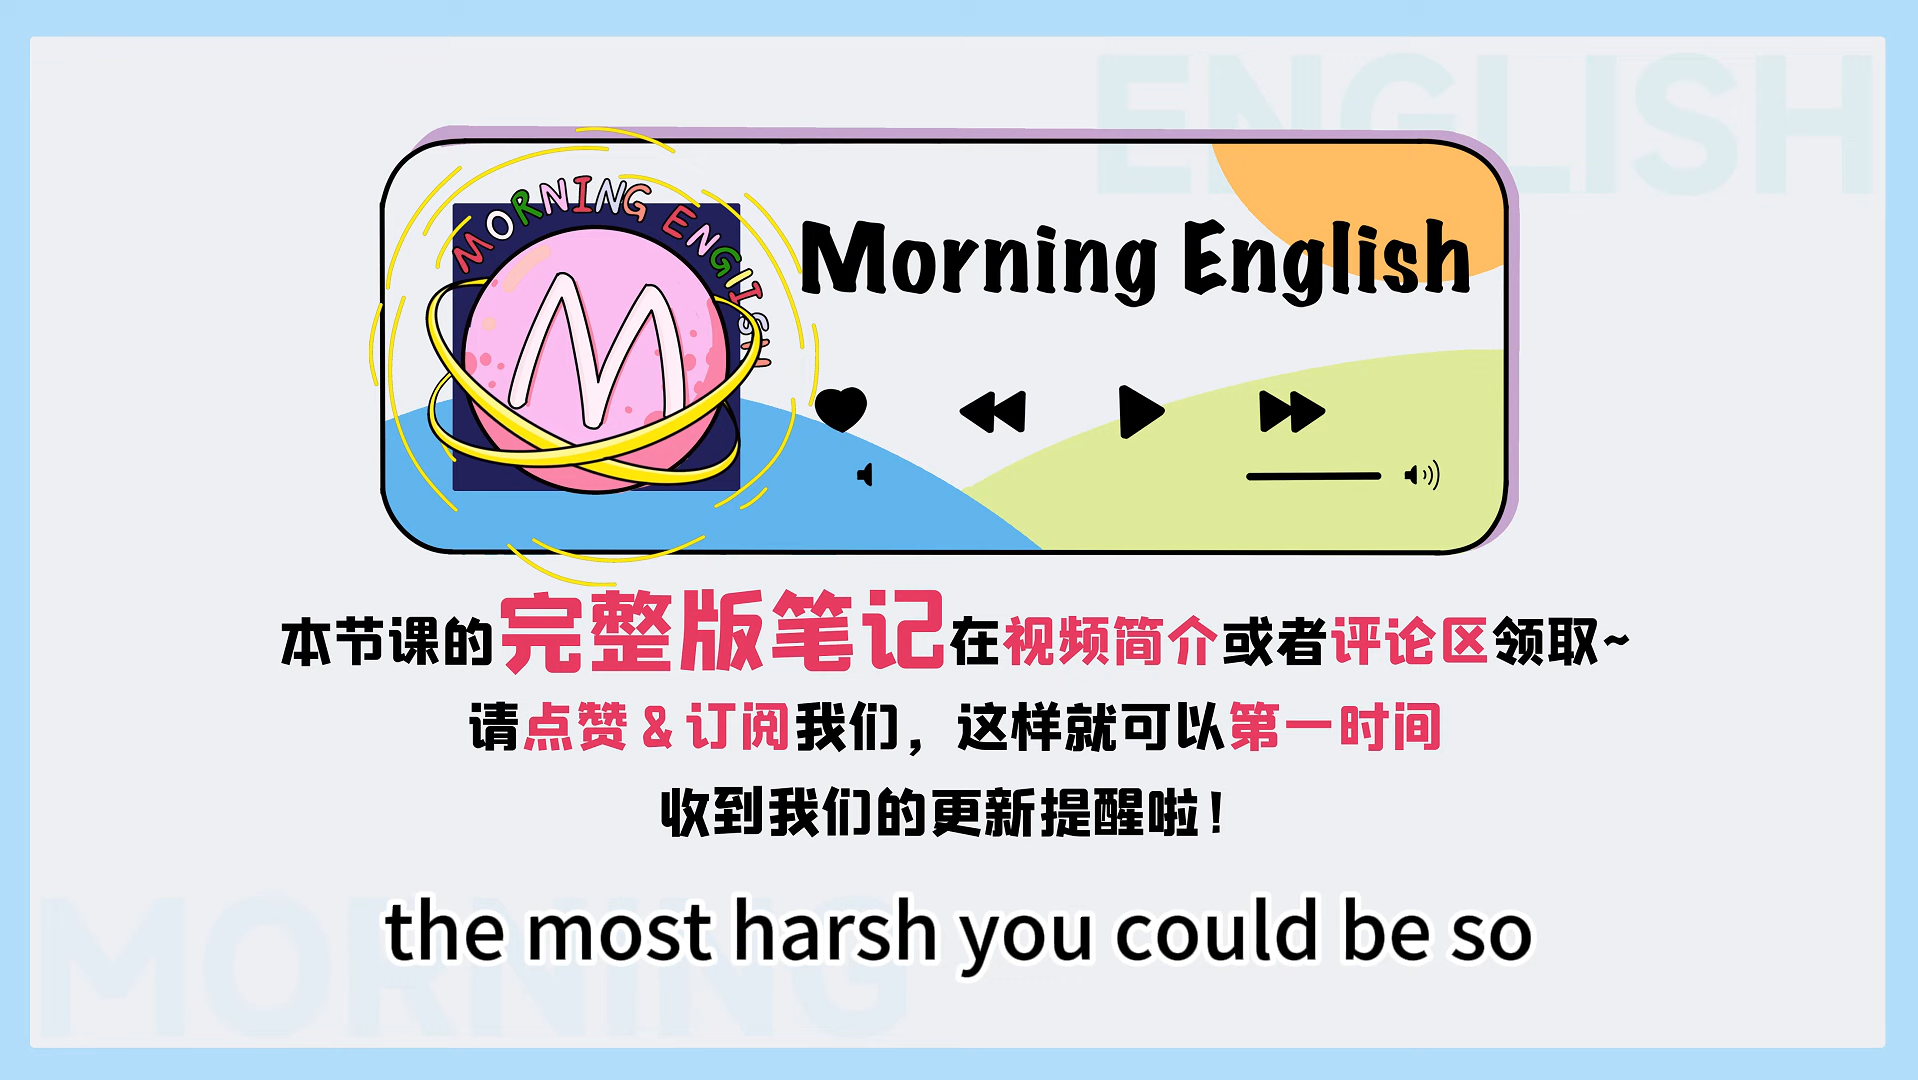 ENGLISH
MORNING ENGLISH
M
Morning English
本节课的完整版笔记在视频简介或者评论区领取~
请点赞&订阅我们，这样就可以第一时间
收到我们的更新提醒啦！
the most harsh you could be so
MORNING